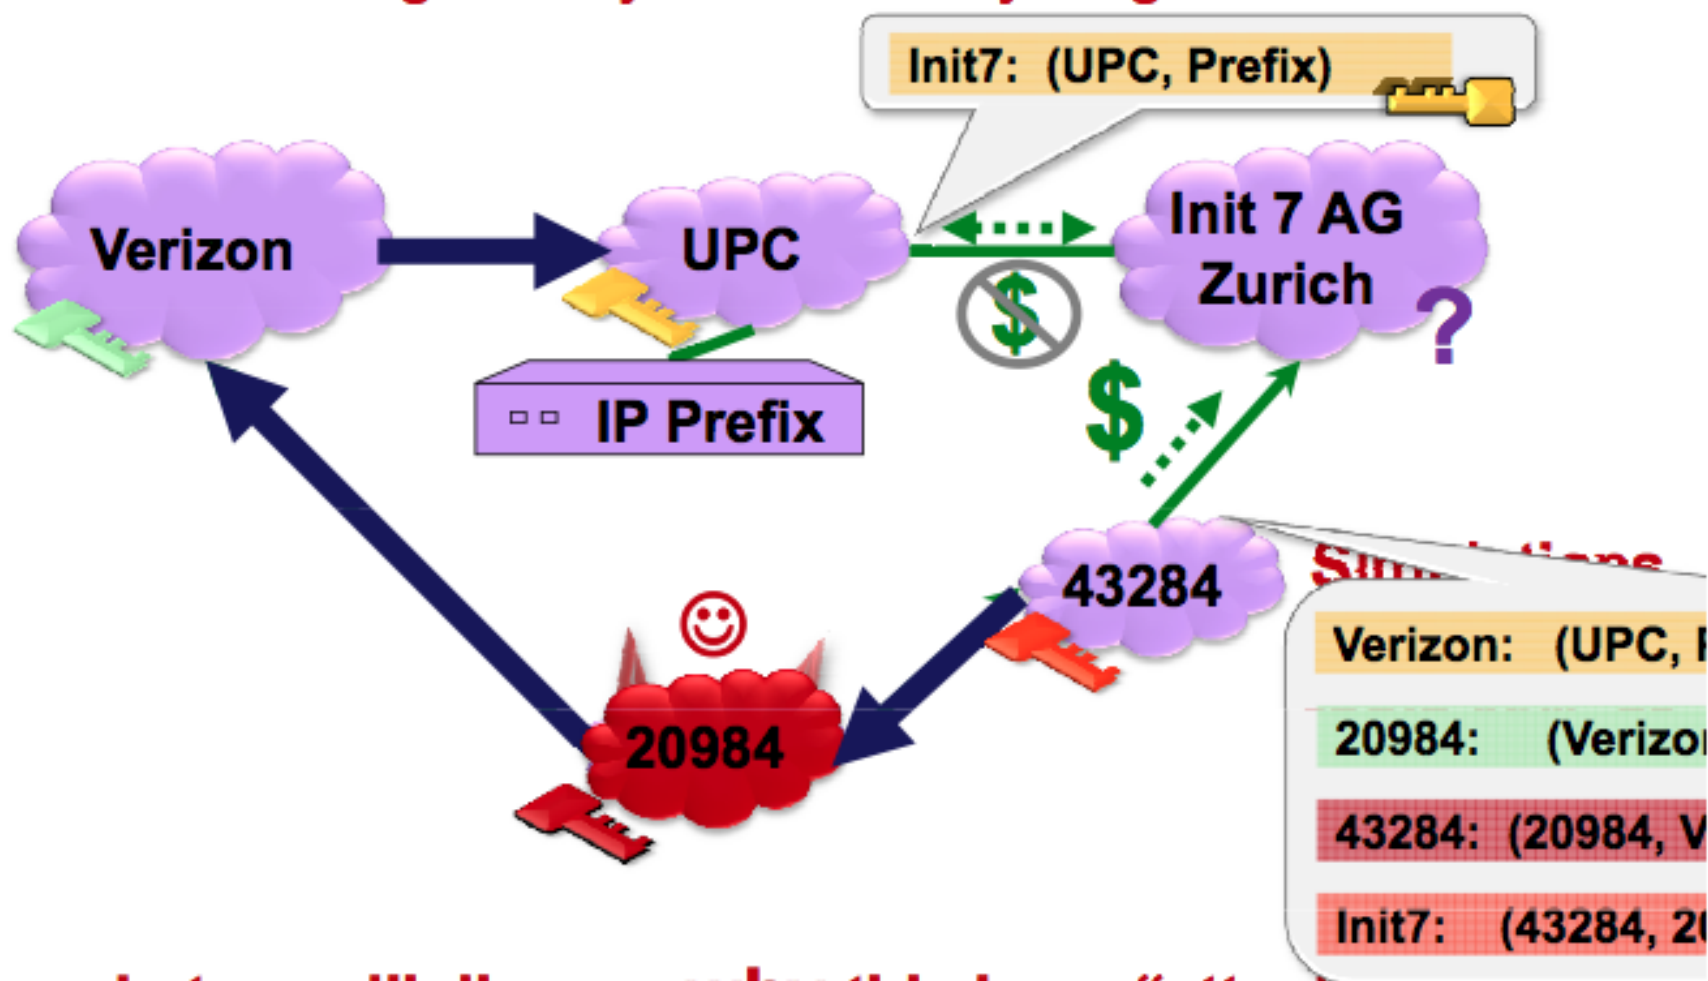 Init7: (UPC, Prefix)
Verizon
UPC
Init 7 AG
Zurich
?
$
IP Prefix
$
43284
Verizon: (UPC,
20984
20984: (Verizo
43284: (20984, V
Init7: (43284, 2